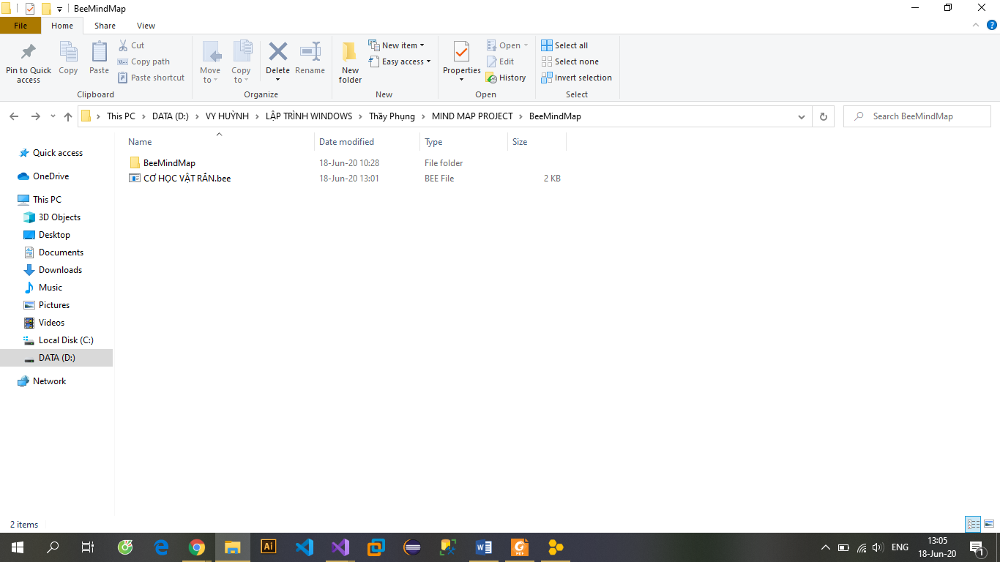 BeeMindMap
File Home Share View
Pin to Quick access
Copy
Paste
Cut
Copy path
Paste shortcut
Clipboard
Move to
Copy to
Delete
Rename
Organize
New folder
New item
Easy access
New
Properties
Open
Edit
History
Open
Select all
Select none
Invert selection
Select
This PC > DATA (D:) > VY HUỲNH > LẬP TRÌNH WINDOWS > Thầy Phụng > MIND MAP PROJECT > BeeMindMap
Search BeeMindMap
Name Date modified Type Size
BeeMindMap 18-Jun-20 10:28 File folder
CƠ HỌC VẬT RẮN.bee 18-Jun-20 13:01 BEE File 2 KB
Quick access
OneDrive
This PC
3D Objects
Desktop
Documents
Downloads
Music
Pictures
Videos
Local Disk (C:)
DATA (D:)
Network
2 items
Ai
PDF
ENG
13:05
18-Jun-20
1